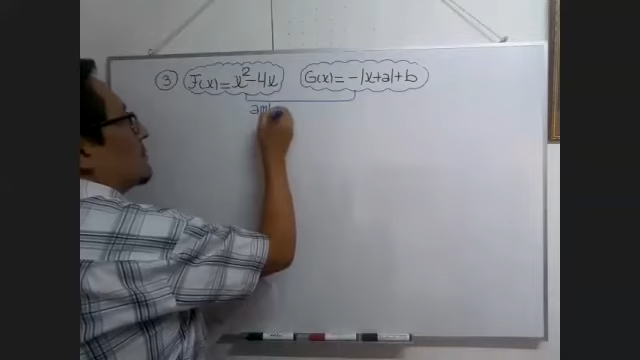 ③ F(x)=x²-4x G(x)=-|x+a|+b